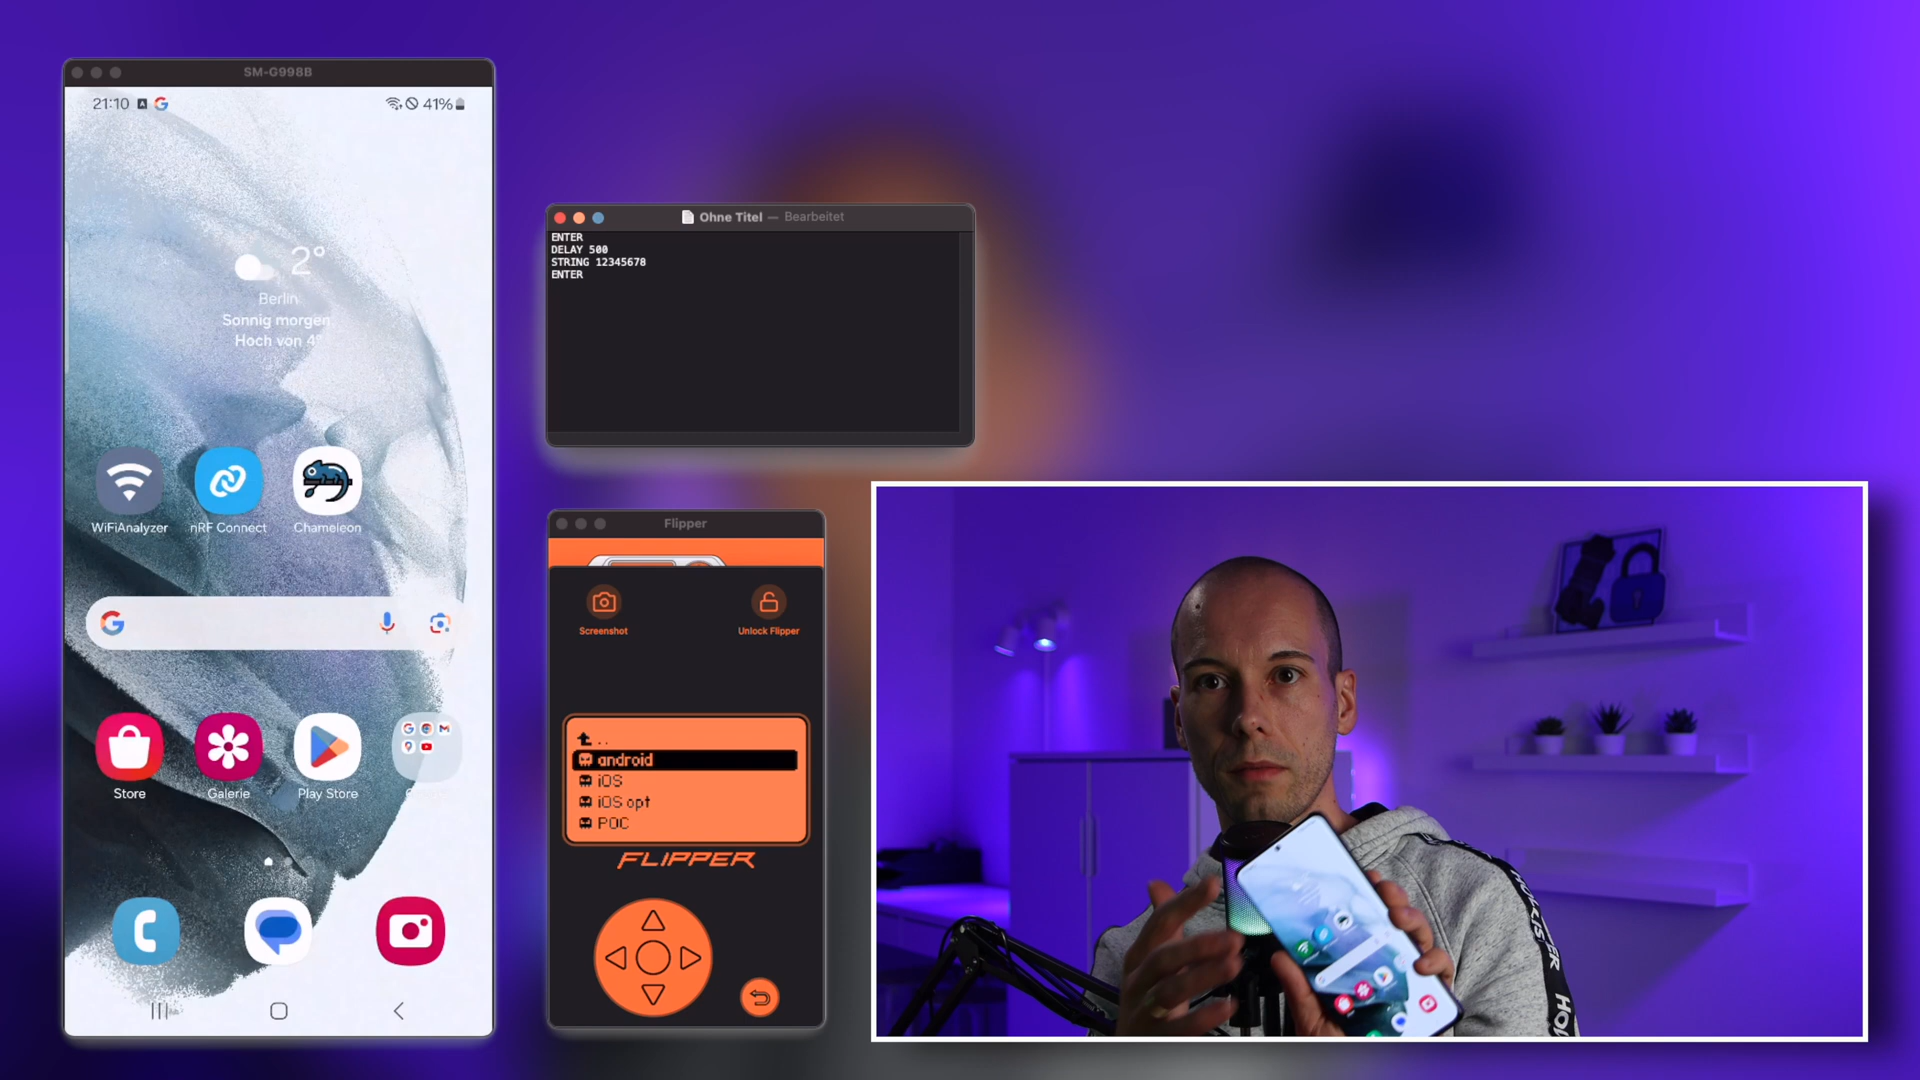 SM-G998B
21:10
41%
2°
Berlin
Sonnig morgen
Hoch von 4°
WiFiAnalyzer
nRF Connect
Chameleon
Store
Galerie
Play Store
Ohne Titel — Bearbeitet
ENTER
DELAY 500
STRING 12345678
ENTER
Flipper
Screenshot
Unlock Flipper
..
android
iOS
iOS opt
POC
FLIPPER